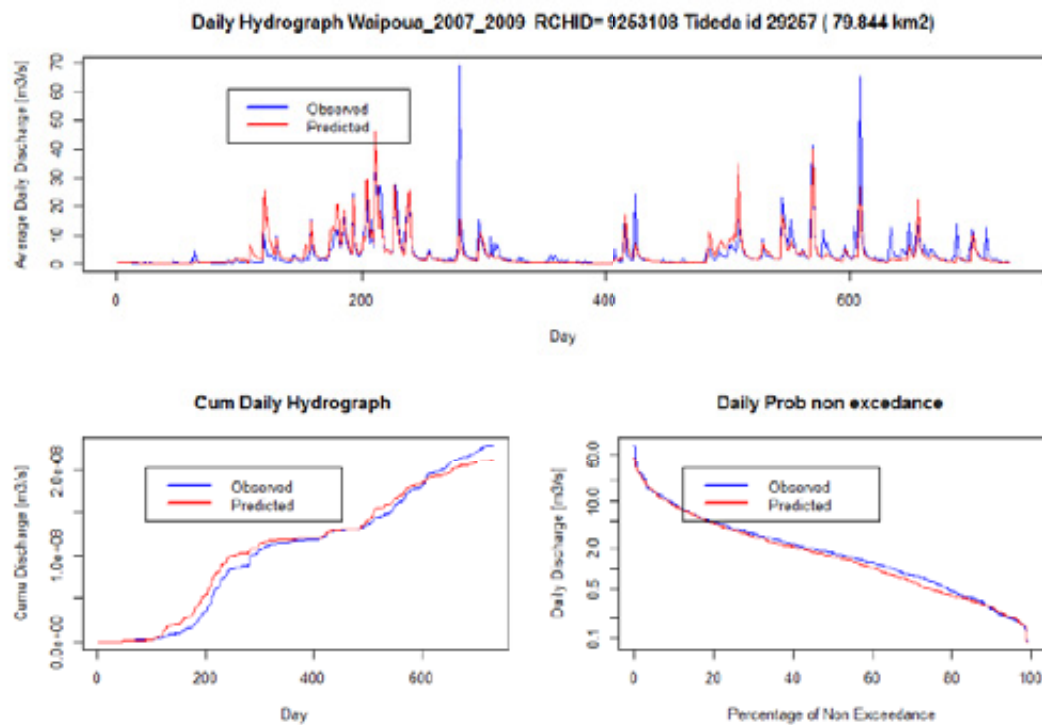 Daily Hydrograph Waipoua_2007_2009 RCHID= 9253108 Tideda id 29257 ( 79.844 km2)
Average Daily Discharge [m3/s]
0 10 20 30 40 50 60 70
Observed
Predicted
0 200 400 600
Day
Cum Daily Hydrograph
Cumu Discharge [m3/s]
0.0e+00 1.0e+08 2.0e+08
Observed
Predicted
0 200 400 600
Day
Daily Prob non excedance
Daily Discharge [m3/s]
0.1 0.5 2.0 10.0 60.0
Observed
Predicted
0 20 40 60 80 100
Percentage of Non Exceedance